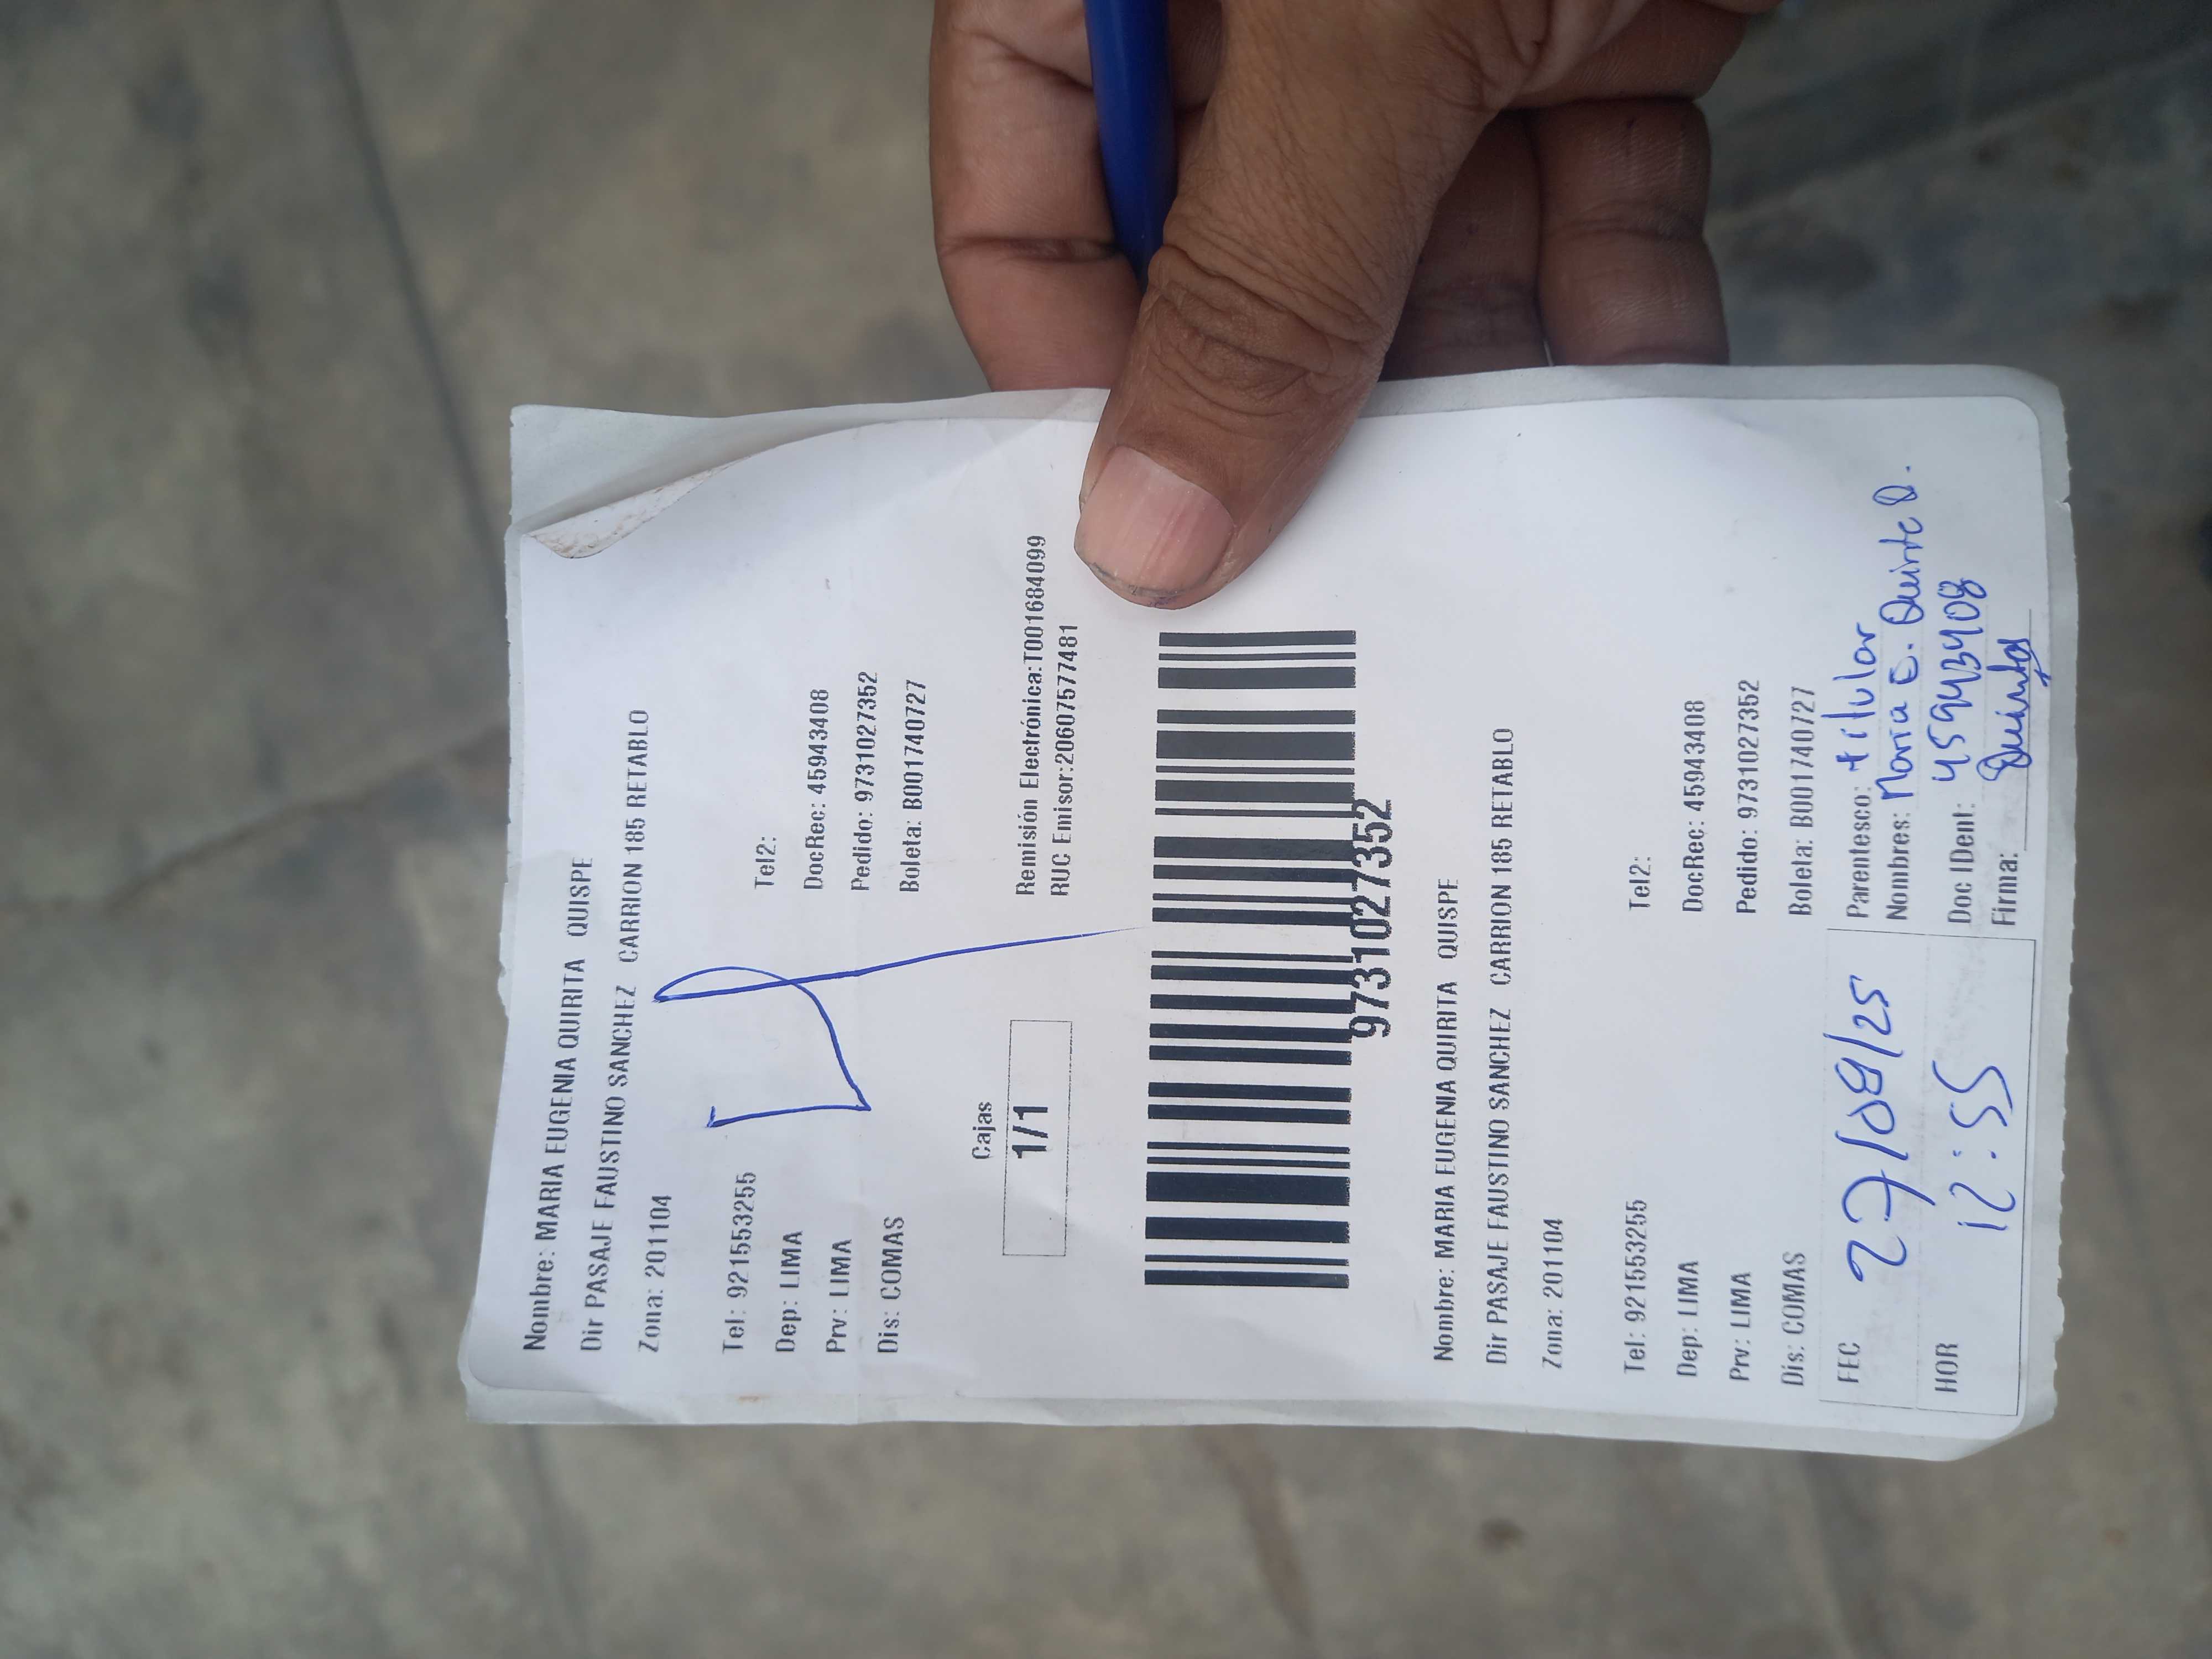 Nombre: MARIA EUGENIA QUIRITA QUISPE
Dir PASAJE FAUSTINO SANCHEZ CARRION 185 RETABLO
Zona: 201104
Tel: 921553255 Tel2:
Dep: LIMA DocRec: 45943408
Prv: LIMA Pedido: 9731027352
Dis: COMAS Boleta: B001740727
Cajas
1/1
Remisión Electrónica:T001684099
RUC Emisor:20607577481
9731027352
Nombre: MARIA EUGENIA QUIRITA QUISPE
Dir PASAJE FAUSTINO SANCHEZ CARRION 185 RETABLO
Zona: 201104
Tel: 921553255 Tel2:
Dep: LIMA DocRec: 45943408
Prv: LIMA Pedido: 9731027352
Dis: COMAS Boleta: B001740727
FEC 27/08/25
HOR 12:55
Parentesco: titular
Nombres: Maria E. Q.
Doc IDent: 45943408
Firma: